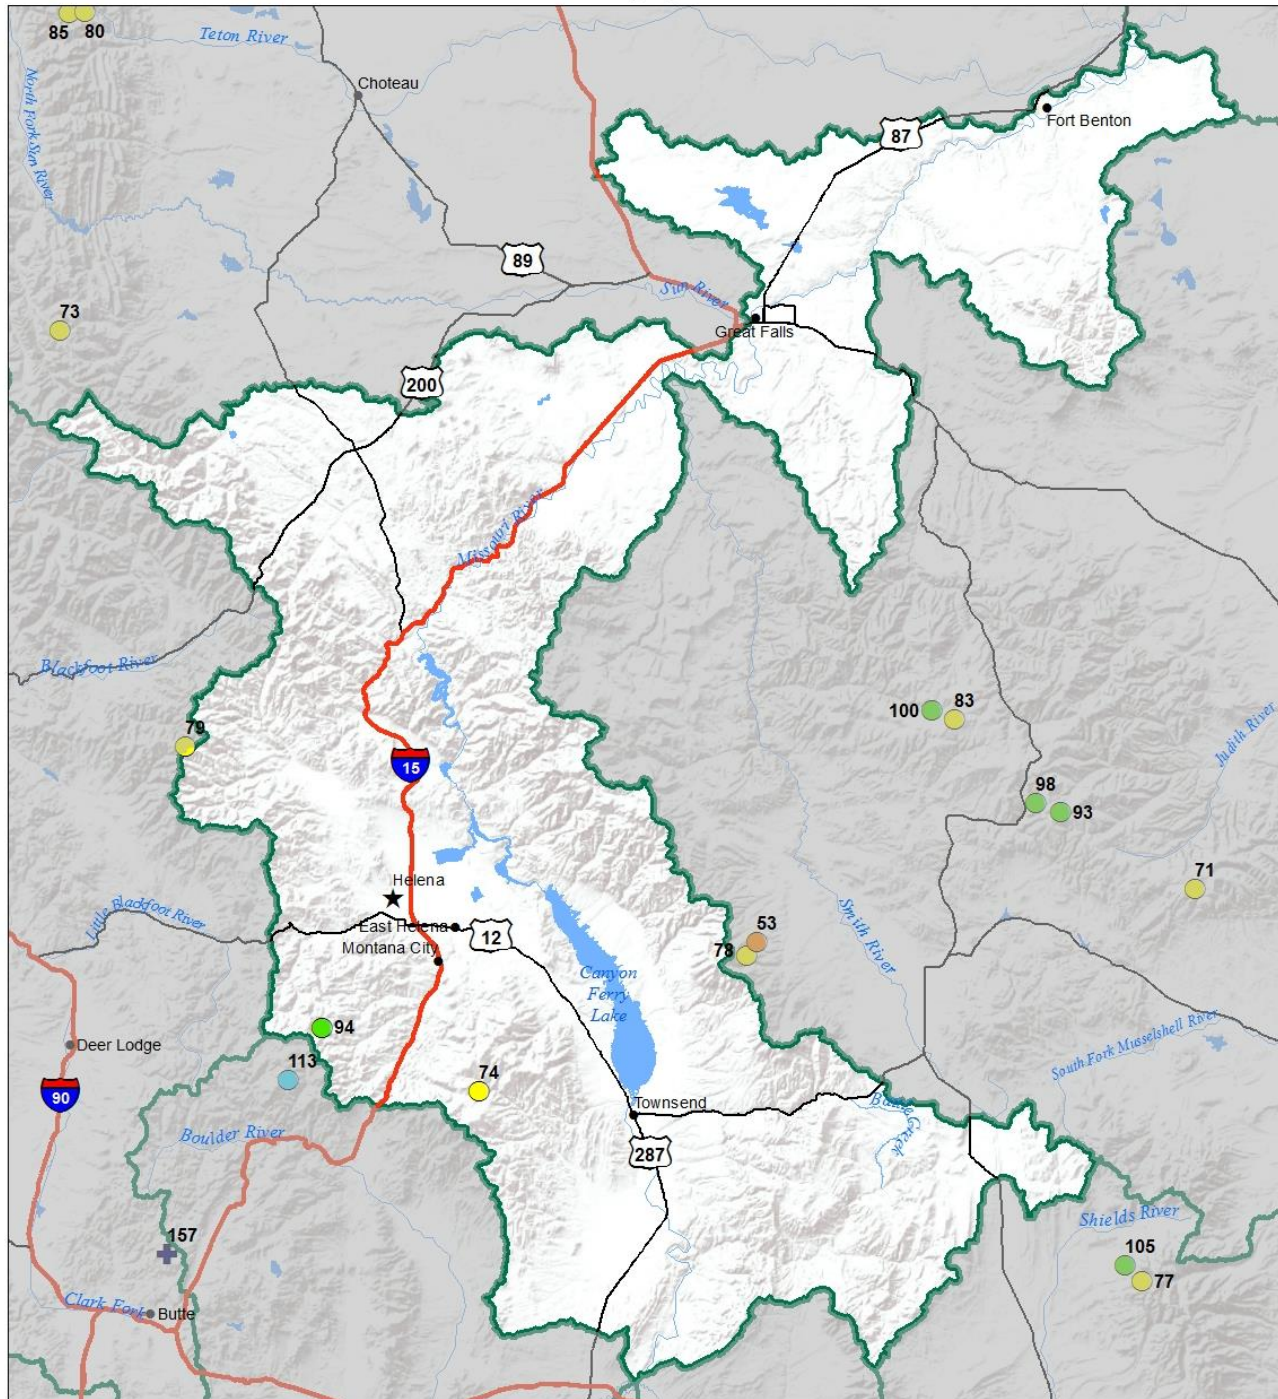 85
80
Teton River
North Fork Sun River
Choteau
Fort Benton
87
89
Sun River
73
Great Falls
200
Missouri River
Blackfoot River
100
83
79
Judith River
15
98
93
Helena
71
Little Blackfoot River
Smith River
East Helena
12
53
Montana City
78
Canyon
Ferry
Lake
94
Deer Lodge
South Fork Musselshell River
113
74
90
Townsend
Battle Creek
Boulder River
287
Shields River
157
105
77
Clark Fork
Butte